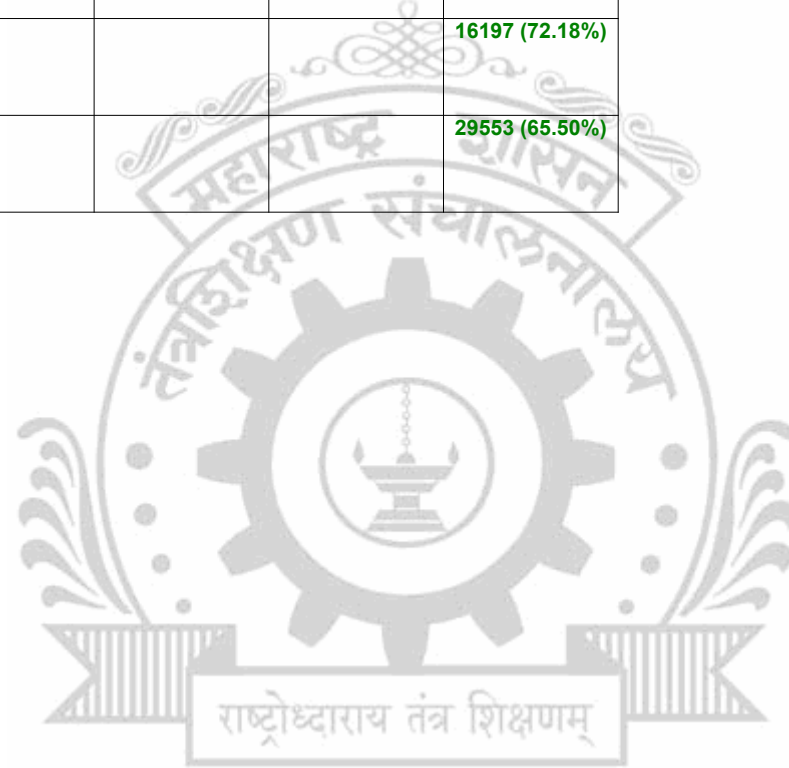 16197 (72.18%)
29553 (65.50%)
महाराष्ट्र शासन
तंत्रशिक्षण संचालनालय
राष्ट्रोध्दाराय तंत्र शिक्षणम्